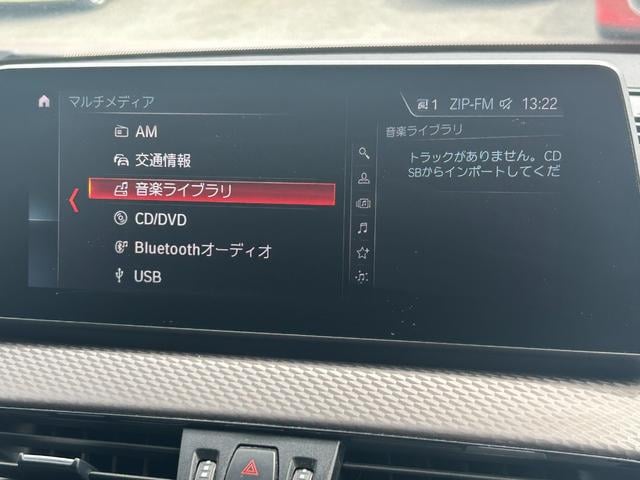 マルチメディア
1 ZIP-FM 13:22
AM
交通情報
音楽ライブラリ
CD/DVD
Bluetoothオーディオ
USB
音楽ライブラリ
トラックがありません。CD
SBからインポートしてくだ